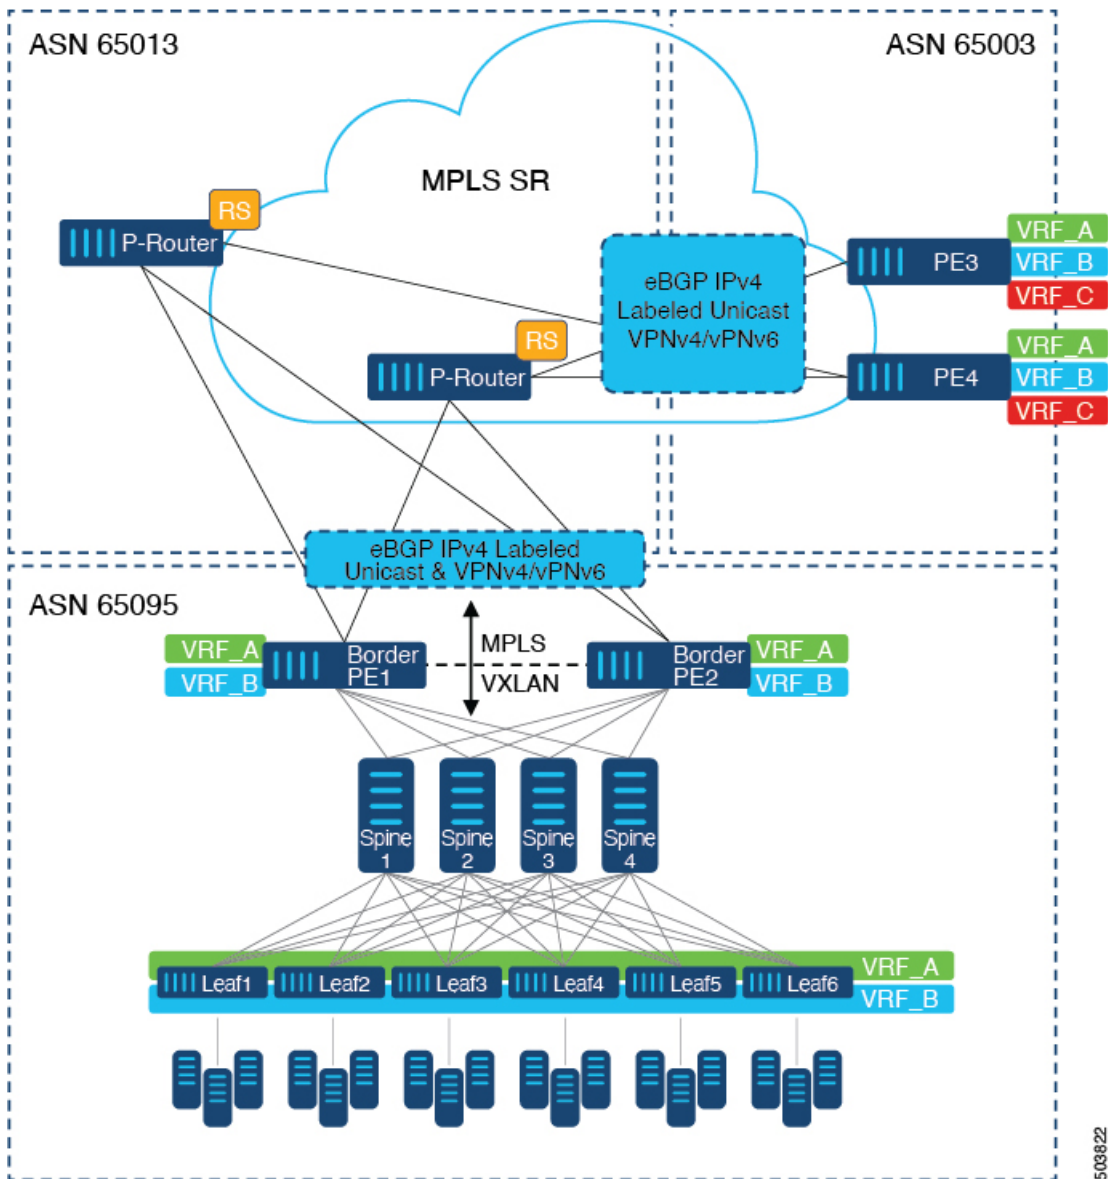 ASN 65013
ASN 65003
MPLS SR
RS
P-Router
eBGP IPv4
Labeled Unicast
VPNv4/vPNv6
PE3
VRF_A
VRF_B
VRF_C
RS
P-Router
PE4
VRF_A
VRF_B
VRF_C
eBGP IPv4 Labeled
Unicast & VPNv4/vPNv6
ASN 65095
VRF_A
VRF_B
Border
PE1
MPLS
VXLAN
Border
PE2
VRF_A
VRF_B
Spine
1
Spine
2
Spine
3
Spine
4
VRF_A
Leaf1
Leaf2
Leaf3
Leaf4
Leaf5
Leaf6
VRF_B
503822